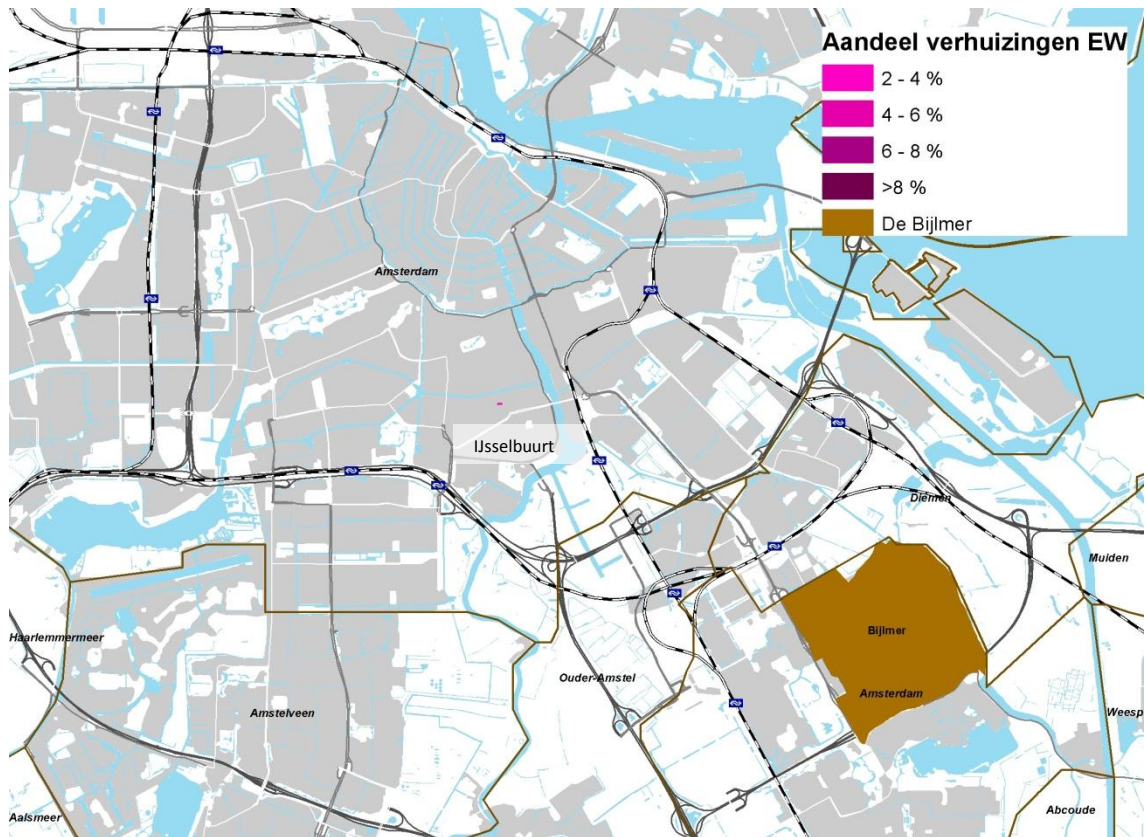 Aandeel verhuizingen EW
2 - 4 %
4 - 6 %
6 - 8 %
>8 %
De Bijlmer
Amsterdam
IJsselbuurt
Diemen
Muiden
Bijlmer
Haarlemmermeer
Ouder-Amstel
Amsterdam
Amstelveen
Weesp
Aalsmeer
Abcoude